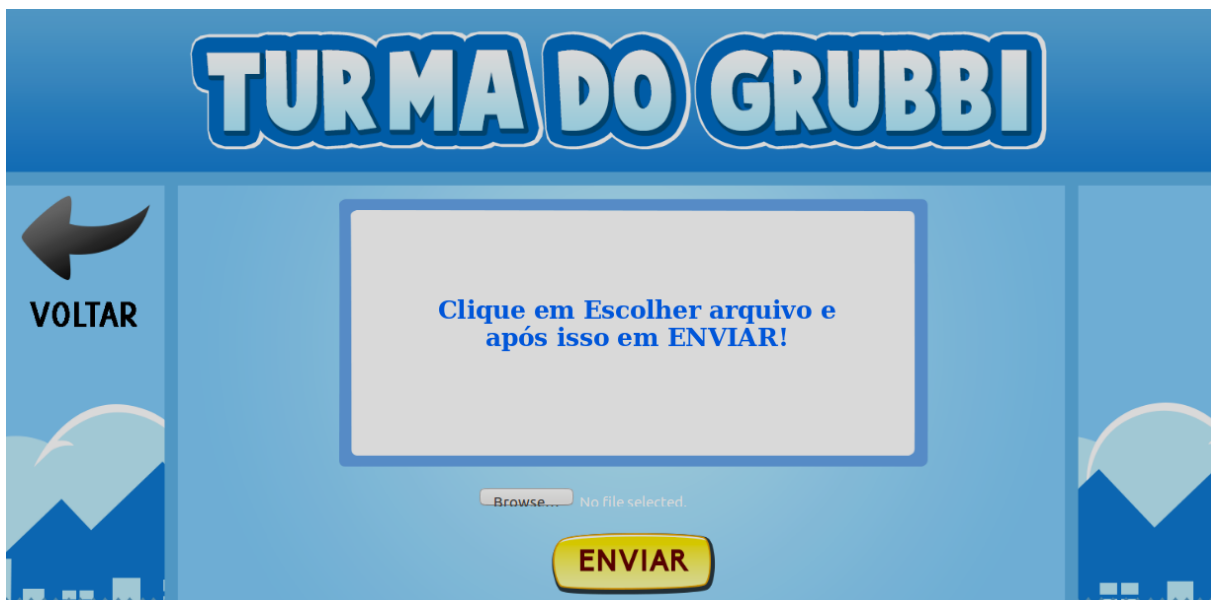 TURMA DO GRUBBI
VOLTAR
Clique em Escolher arquivo e
após isso em ENVIAR!
Browse... No file selected.
ENVIAR